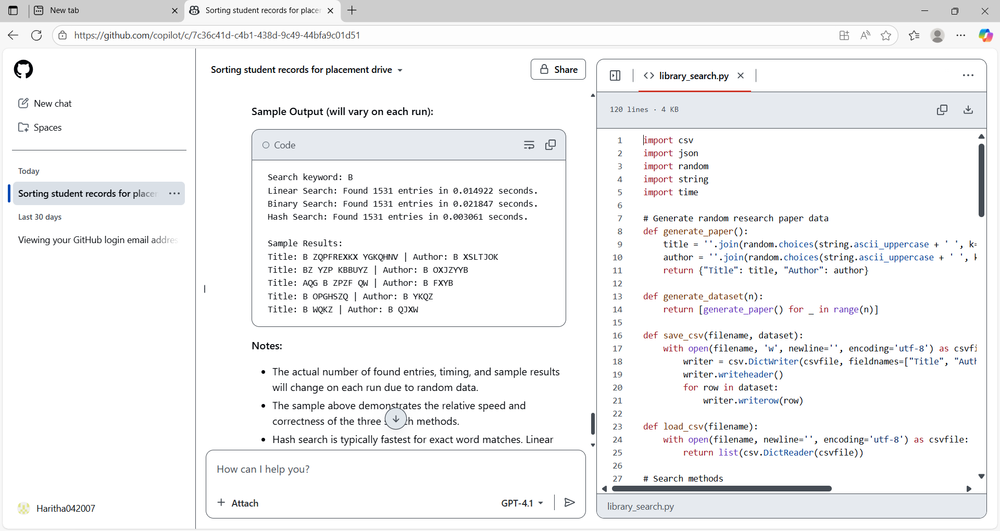 New tab
Sorting student records for placer
https://github.com/copilot/c/7c36c41d-c4b1-438d-9c49-44bfa9c01d51
New chat
Spaces
Today
Sorting student records for placer
Last 30 days
Viewing your GitHub login email addres
Haritha042007
Sorting student records for placement drive
Share
Sample Output (will vary on each run):
Code
Search keyword: B
Linear Search: Found 1531 entries in 0.014922 seconds.
Binary Search: Found 1531 entries in 0.021847 seconds.
Hash Search: Found 1531 entries in 0.003061 seconds.
Sample Results:
Title: B ZQPFREXKX YGKQHNV | Author: B XSLTJOK
Title: BZ YZP KBBUYZ | Author: B OXJZYYB
Title: AQG B ZPZF QW | Author: B FXYB
Title: B OPGHSZQ | Author: B YKQZ
Title: B WQKZ | Author: B QJXW
Notes:
• The actual number of found entries, timing, and sample results
will change on each run due to random data.
• The sample above demonstrates the relative speed and
correctness of the three h methods.
• Hash search is typically fastest for exact word matches. Linear
How can I help you?
Attach
GPT-4.1
library_search.py
120 lines · 4 KB
1 import csv
2 import json
3 import random
4 import string
5 import time
6
7 # Generate random research paper data
8 def generate_paper():
9 title = ''.join(random.choices(string.ascii_uppercase + ' ', k=
10 author = ''.join(random.choices(string.ascii_uppercase + ' ', k
11 return {"Title": title, "Author": author}
12
13 def generate_dataset(n):
14 return [generate_paper() for _ in range(n)]
15
16 def save_csv(filename, dataset):
17 with open(filename, 'w', newline='', encoding='utf-8') as csvfi
18 writer = csv.DictWriter(csvfile, fieldnames=["Title", "Auth
19 writer.writeheader()
20 for row in dataset:
21 writer.writerow(row)
22
23 def load_csv(filename):
24 with open(filename, newline='', encoding='utf-8') as csvfile:
25 return list(csv.DictReader(csvfile))
26
27 # Search methods
library_search.py